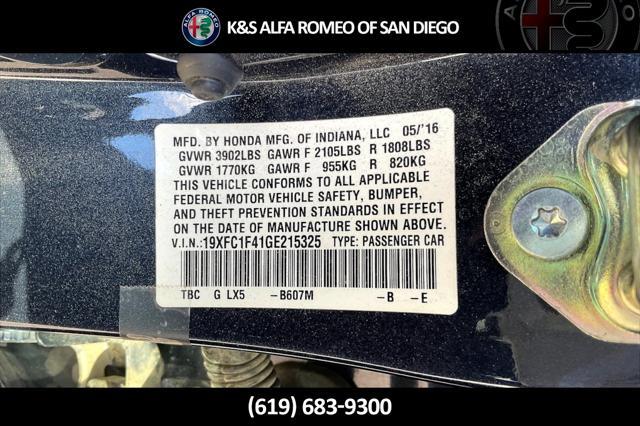 K&S ALFA ROMEO OF SAN DIEGO
MFD. BY HONDA MFG. OF INDIANA, LLC 05/'16
GVWR 3902LBS GAWR F 2105LBS R 1808LBS
GVWR 1770KG GAWR F 955KG R 820KG
THIS VEHICLE CONFORMS TO ALL APPLICABLE
FEDERAL MOTOR VEHICLE SAFETY, BUMPER,
AND THEFT PREVENTION STANDARDS IN EFFECT
ON THE DATE OF MANUFACTURE SHOWN ABOVE.
V.I.N.:19XFC1F41GE215325 TYPE: PASSENGER CAR
TBC G LX5 -B607M -B -E
(619) 683-9300